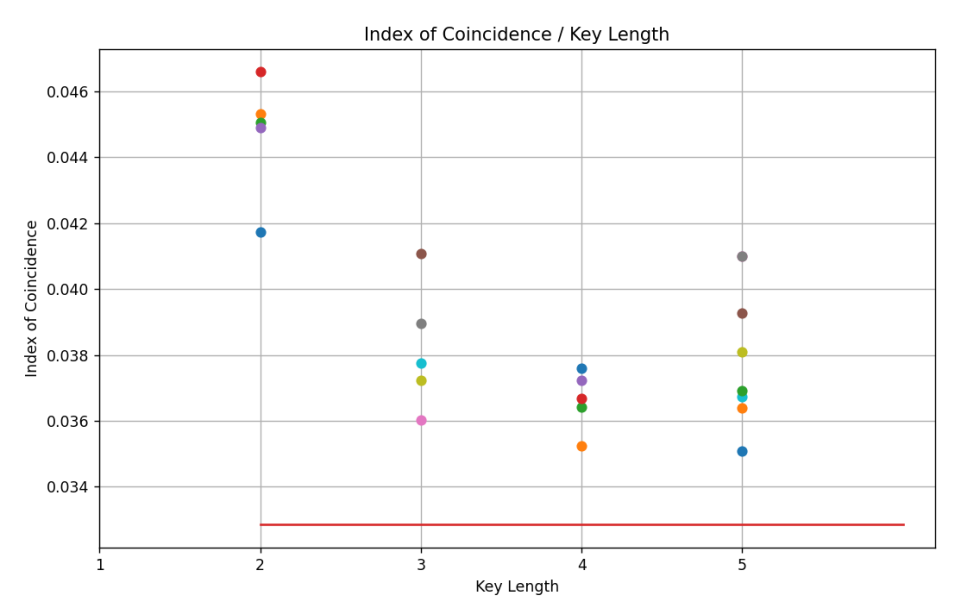 Index of Coincidence / Key Length
0.046
0.044
0.042
0.040
0.038
0.036
0.034
Index of Coincidence
1 2 3 4 5
Key Length